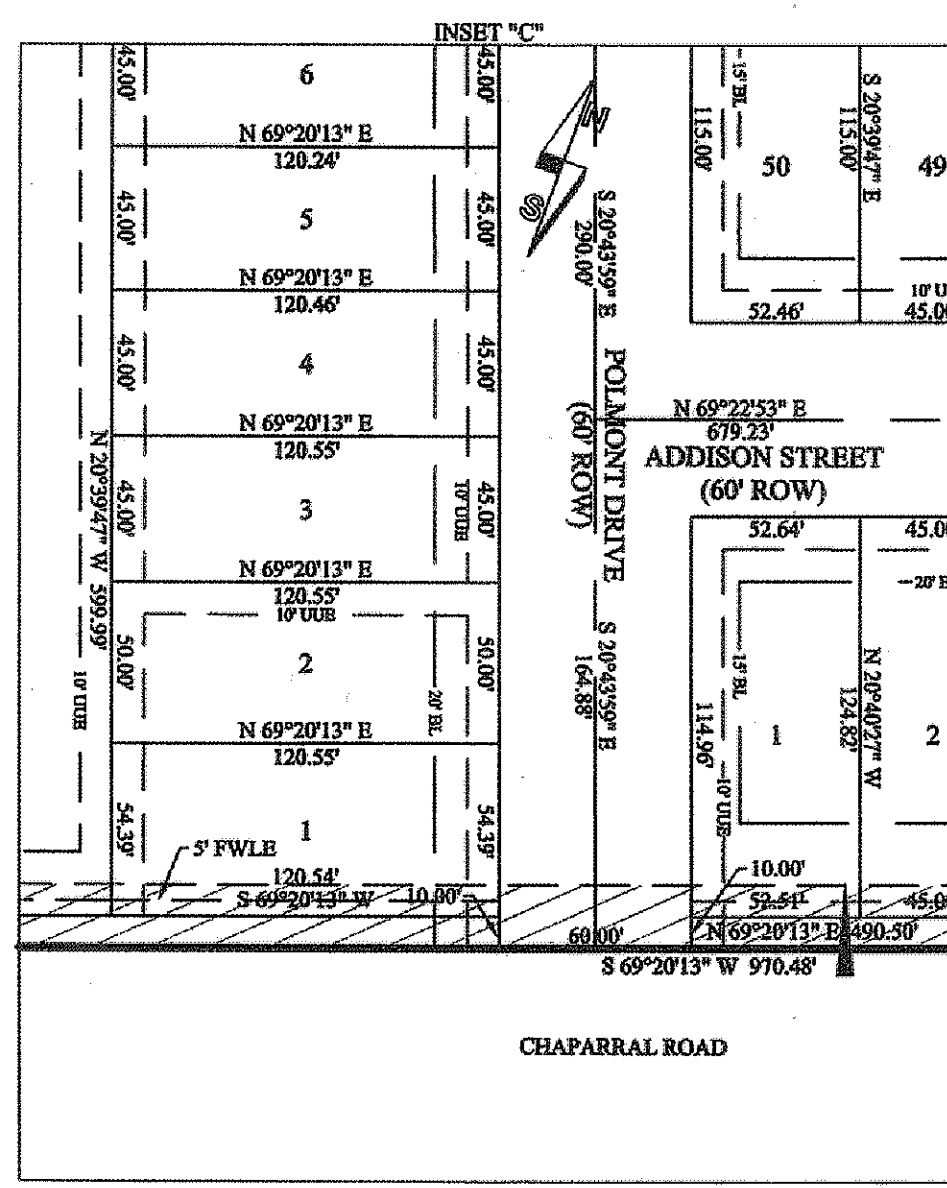 INSET "C"
45.00'
6
45.00'
N 69°20'13" E
120.24'
45.00'
5
45.00'
N 69°20'13" E
120.46'
45.00'
4
45.00'
N 69°20'13" E
120.55'
45.00'
3
10' UUE
45.00'
N 69°20'13" E
120.55'
10' UUE
50.00'
2
20' BL
50.00'
N 69°20'13" E
120.55'
54.39'
1
54.39'
5' FWLE
120.54'
S 69°20'13" W
10.00'
N 20°39'47" W 599.99'
10' UUE
N
S
S 20°43'59" E
290.00'
POLMONT DRIVE
(60' ROW)
S 20°43'59" E
164.88'
60.00'
115.00'
15' BL
50
S 20°39'47" E
115.00'
49
10' U
52.46'
45.00
N 69°22'53" E
679.23'
ADDISON STREET
(60' ROW)
52.64'
45.00
20' B
15' BL
114.96'
10' UUE
1
N 20°40'27" W
124.82'
2
10.00'
52.51'
45.0
N 69°20'13" E 490.50'
S 69°20'13" W 970.48'
CHAPARRAL ROAD